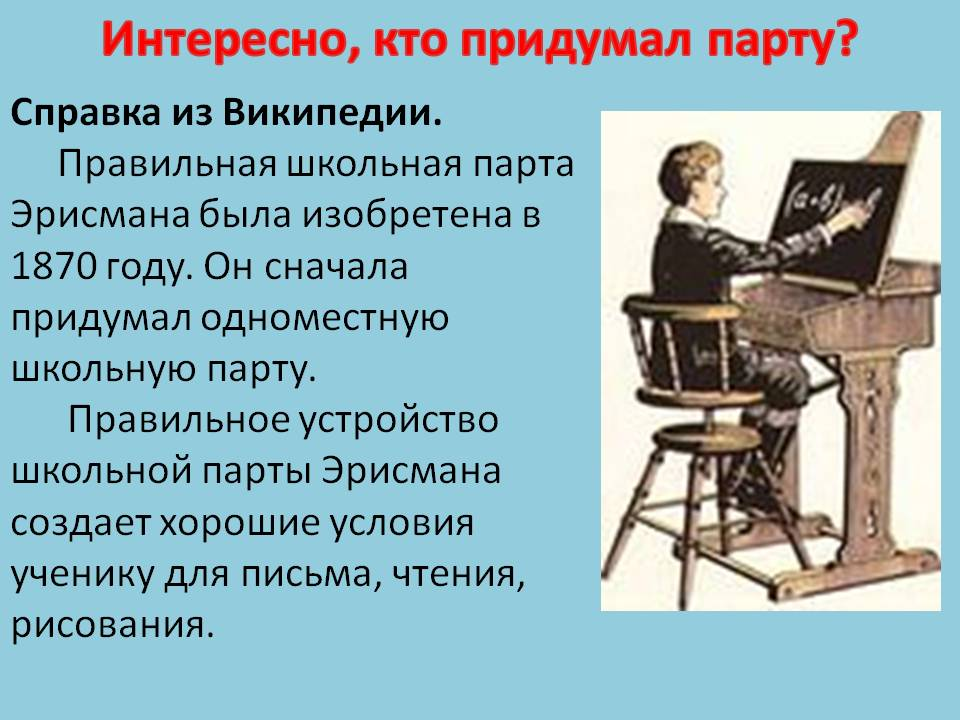 Интересно, кто придумал парту?
Справка из Википедии.
Правильная школьная парта
Эрисмана была изобретена в
1870 году. Он сначала
придумал одноместную
школьную парту.
Правильное устройство
школьной парты Эрисмана
создает хорошие условия
ученику для письма, чтения,
рисования.